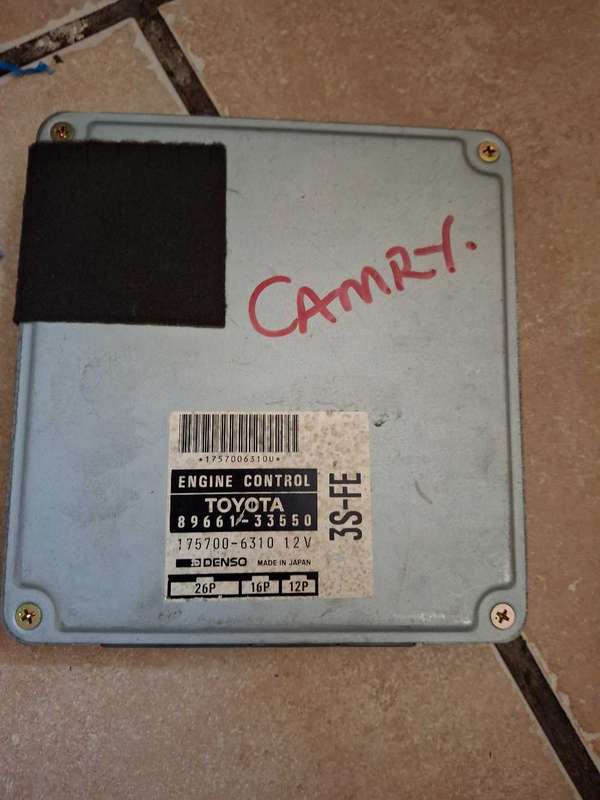 CAMRY.
*1757006310U*
ENGINE CONTROL
TOYOTA
89661-33550
175700-6310 12V
DENSO MADE IN JAPAN
26P 16P 12P
3S-FE